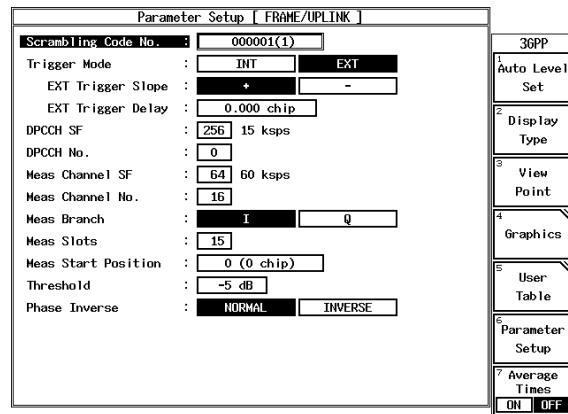 Parameter Setup [ FRAME/UPLINK ]
Scrambling Code No. : 000001(1)
Trigger Mode : INT EXT
EXT Trigger Slope : + -
EXT Trigger Delay : 0.000 chip
DPCCH SF : 256 15 ksps
DPCCH No. : 0
Meas Channel SF : 64 60 ksps
Meas Channel No. : 16
Meas Branch : I Q
Meas Slots : 15
Meas Start Position : 0 (0 chip)
Threshold : -5 dB
Phase Inverse : NORMAL INVERSE
3GPP
1
Auto Level
Set
2
Display
Type
3
View
Point
4
Graphics
5
User
Table
6
Parameter
Setup
7
Average
Times
ON OFF